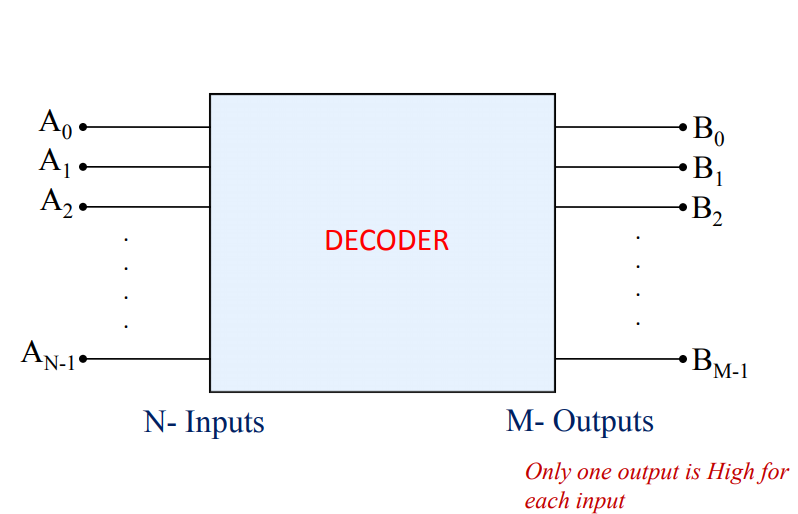 A0
A1
A2
.
.
.
.
AN-1
DECODER
B0
B1
B2
.
.
.
.
BM-1
N- Inputs
M- Outputs
Only one output is High for
each input